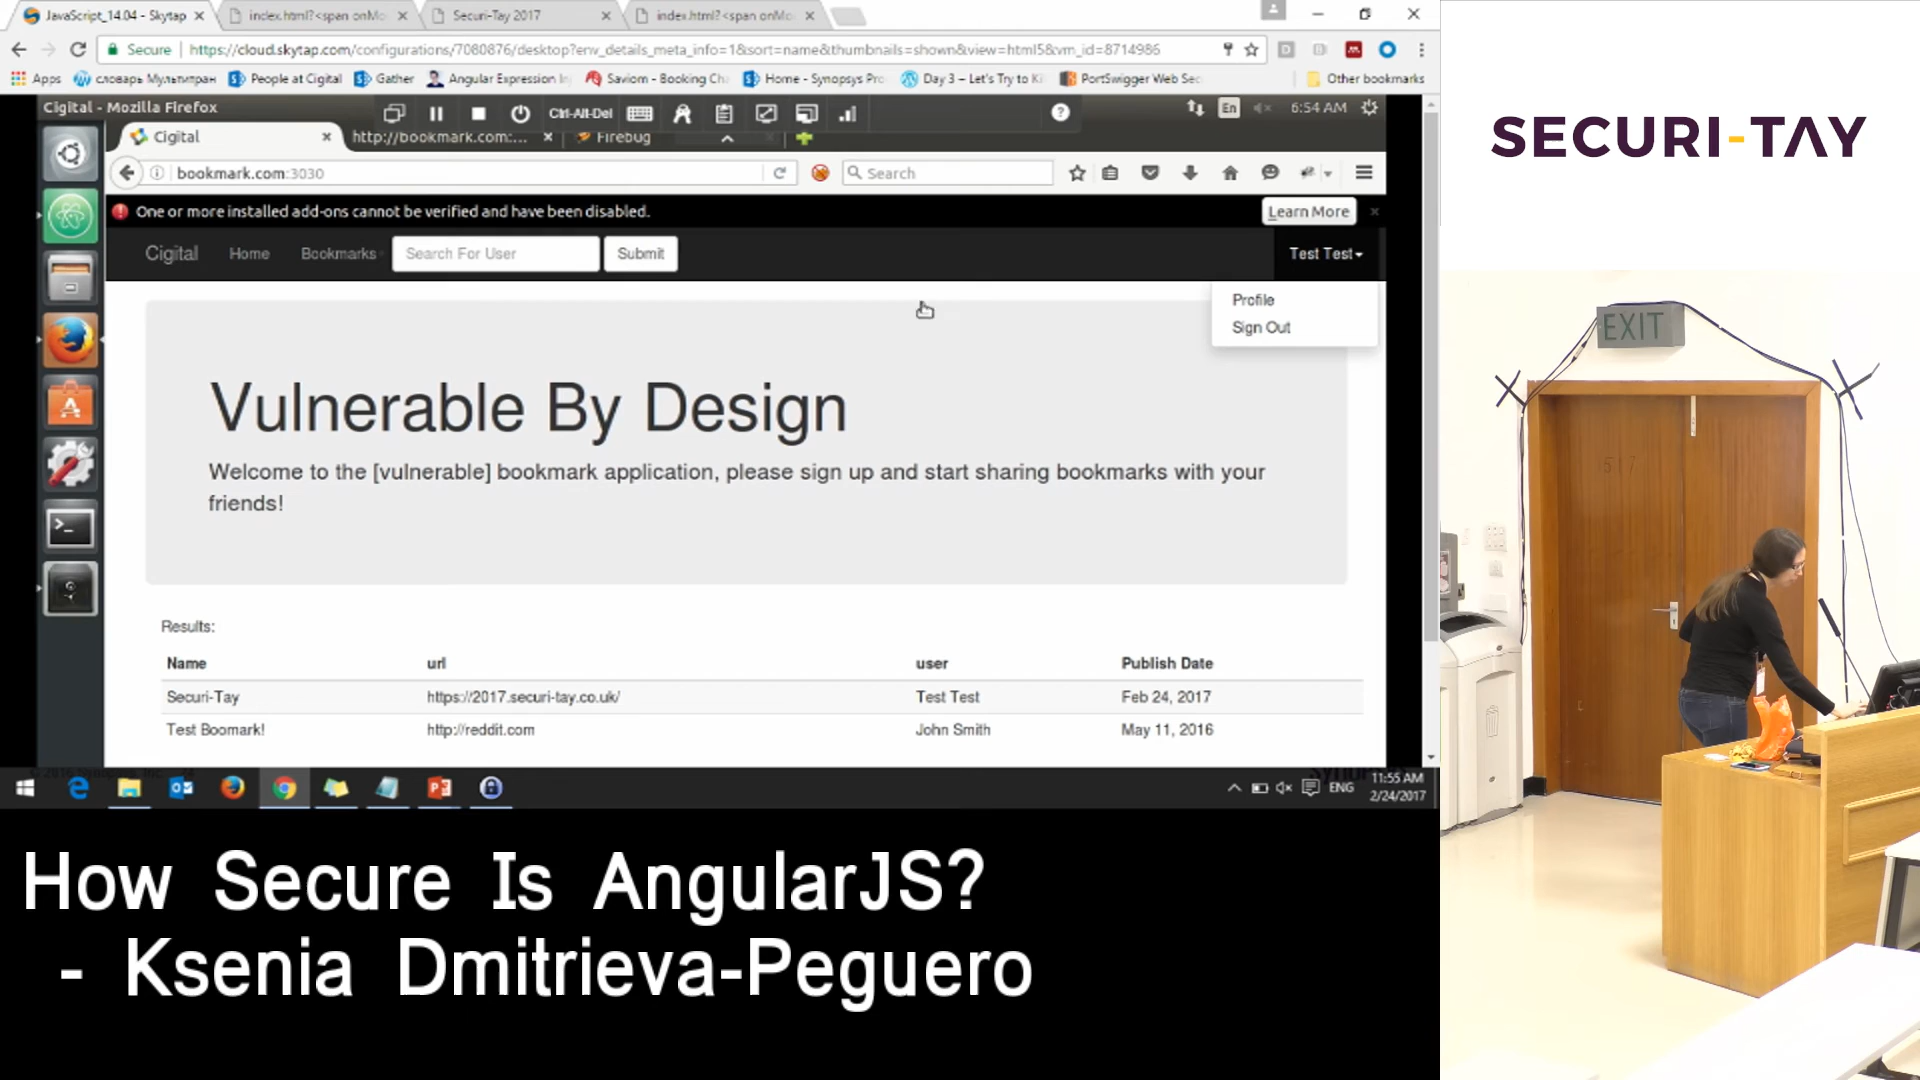 JavaScript_14.04 - Skytap
index.html?<span onMo
Securi-Tay 2017
index.html?<span onMo
Secure
https://cloud.skytap.com/configurations/7080876/desktop?env_details_meta_info=1&sort=name&thumbnails=shown&view=html5&vm_id=8714986
Apps
словарь Мультитран
People at Cigital
Gather
Angular Expression In
Saviom - Booking Cha
Home - Synopsys Pro
Day 3 – Let's Try to Ki
PortSwigger Web Sec
Other bookmarks
Cigital - Mozilla Firefox
Ctrl-Alt-Del
En
6:54 AM
Cigital
http://bookmark.com:...
Firebug
bookmark.com:3030
Search
One or more installed add-ons cannot be verified and have been disabled.
Learn More
Cigital
Home
Bookmarks
Search For User
Submit
Test Test
Profile
Sign Out
Vulnerable By Design
Welcome to the [vulnerable] bookmark application, please sign up and start sharing bookmarks with your
friends!
Results:
Name url user Publish Date
Securi-Tay https://2017.securi-tay.co.uk/ Test Test Feb 24, 2017
Test Boomark! http://reddit.com John Smith May 11, 2016
ENG
11:55 AM
2/24/2017
How Secure Is AngularJS?
- Ksenia Dmitrieva-Peguero
SECURI-TAY
EXIT